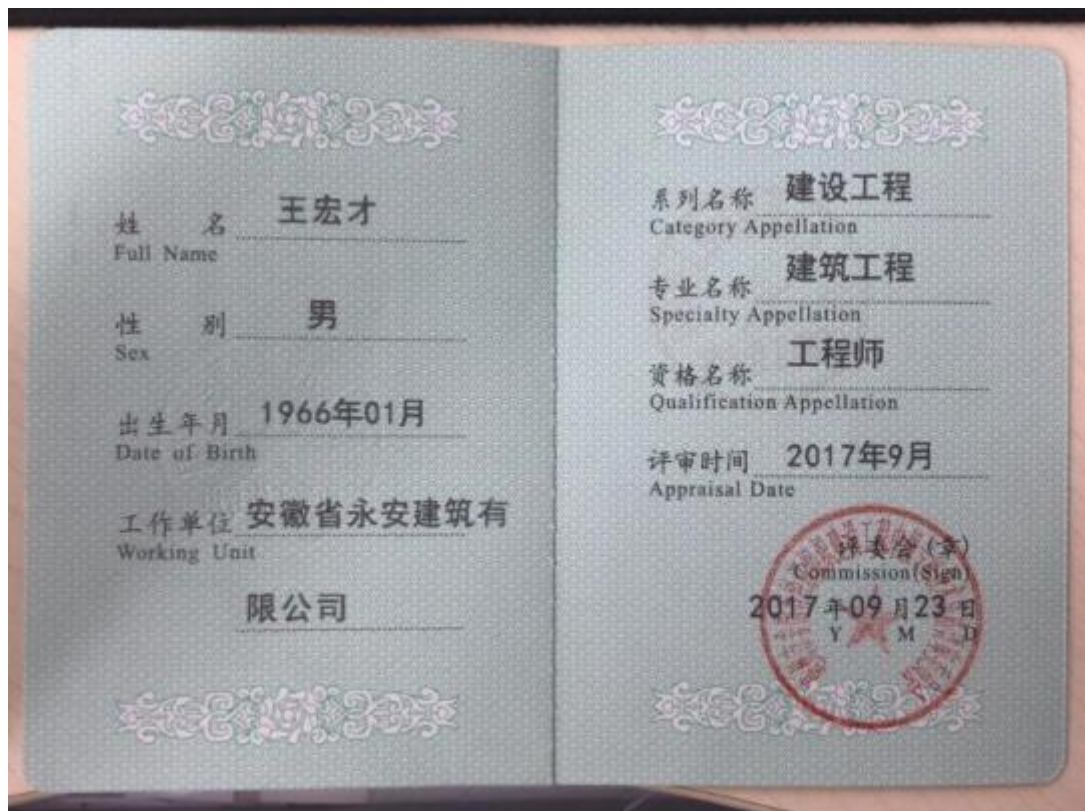 姓 名 王宏才
Full Name
性 别 男
Sex
出生年月 1966年01月
Date of Birth
工作单位 安徽省永安建筑有
Working Unit
限公司
系列名称 建设工程
Category Appellation
专业名称 建筑工程
Specialty Appellation
资格名称 工程师
Qualification Appellation
评审时间 2017年9月
Appraisal Date
评委会(章)
Commission(Sign)
2017年09月23日
Y M D